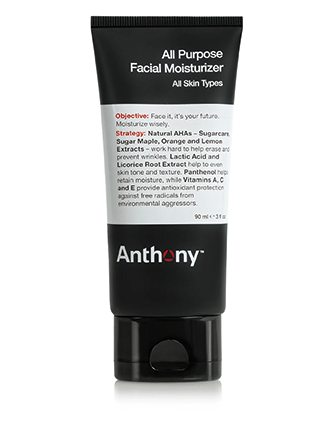 All Purpose
Facial Moisturizer
All Skin Types
Objective: Face it, it's your future.
Moisturize wisely.
Strategy: Natural AHAs – Sugarcane,
Sugar Maple, Orange and Lemon
Extracts – work hard to help erase and
prevent wrinkles. Lactic Acid and
Licorice Root Extract help to even
skin tone and texture. Panthenol helps
retain moisture, while Vitamins A, C
and E provide antioxidant protection
against free radicals from
environmental aggressors.
90 ml e 3 fl oz
Anthony™